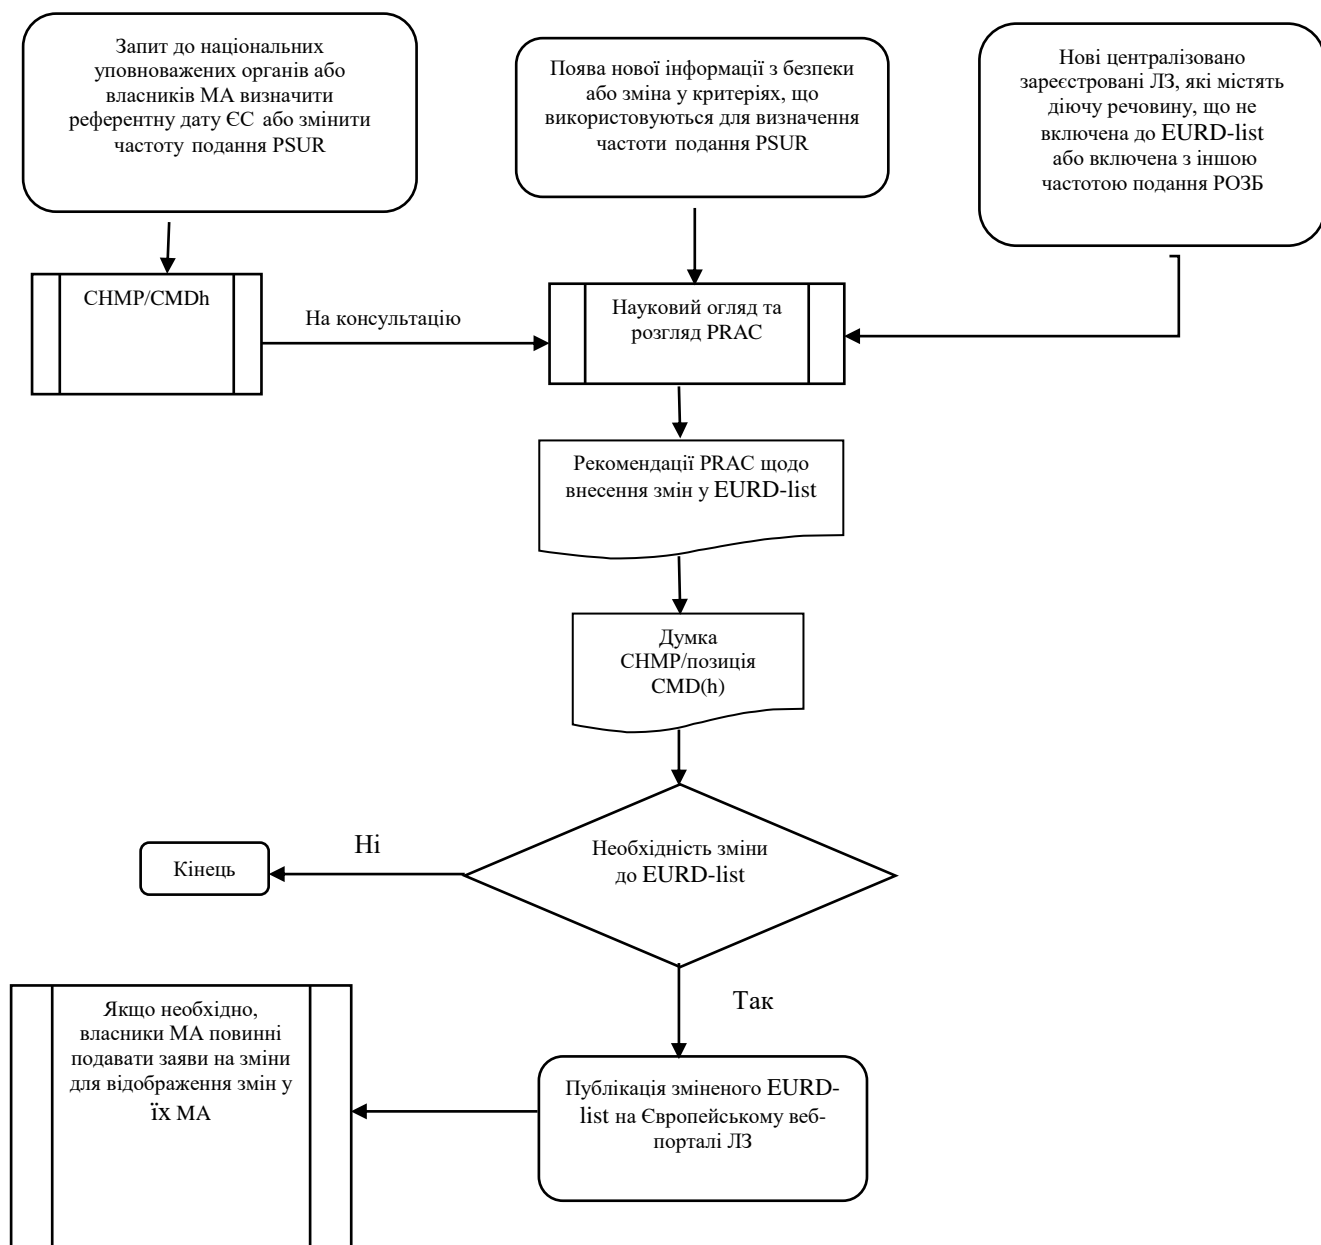 Запит до національних
уповноважених органів або
власників МА визначити
референтну дату ЄС або змінити
частоту подання PSUR
Поява нової інформації з безпеки
або зміна у критеріях, що
використовуються для визначення
частоти подання PSUR
Нові централізовано
зареєстровані ЛЗ, які містять
діючу речовину, що не
включена до EURD-list
або включена з іншою
частотою подання РОЗБ
CHMP/CMDh
На консультацію
Науковий огляд та
розгляд PRAC
Рекомендації PRAC щодо
внесення змін у EURD-list
Думка
CHMP/позиція
CMD(h)
Необхідність зміни
до EURD-list
Ні
Кінець
Так
Якщо необхідно,
власники МА повинні
подавати заяви на зміни
для відображення змін у
їх МА
Публікація зміненого EURD-
list на Європейському веб-
порталі ЛЗ